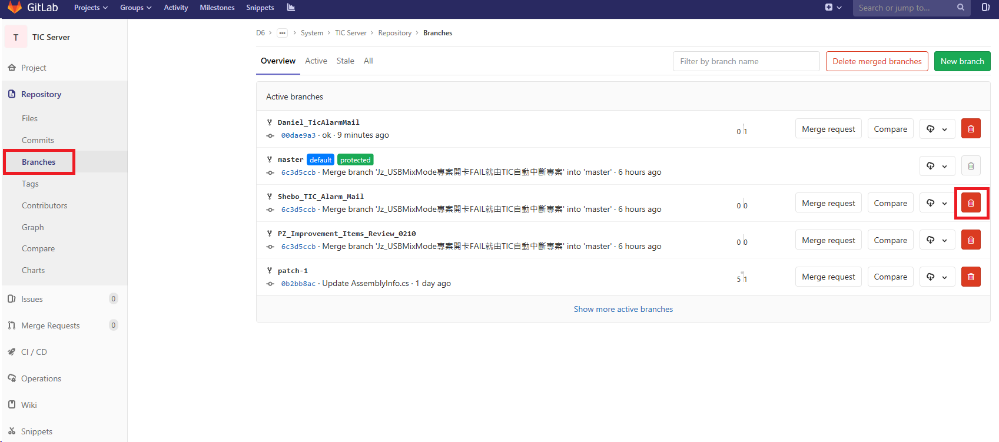 GitLab Projects Groups Activity Milestones Snippets Search or jump to...
T TIC Server
Project
Repository
Files
Commits
Branches
Tags
Contributors
Graph
Compare
Charts
Issues 0
Merge Requests 0
CI / CD
Operations
Wiki
Snippets
D6 > ... > System > TIC Server > Repository > Branches
Overview Active Stale All Filter by branch name Delete merged branches New branch
Active branches
Daniel_TicAlarmMail
00dae9a3 · ok · 9 minutes ago 0 1 Merge request Compare
master default protected
6c3d5ccb · Merge branch 'Jz_USBMixMode專案開卡FAIL就由TIC自動中斷專案' into 'master' · 6 hours ago
Shebo_TIC_Alarm_Mail
6c3d5ccb · Merge branch 'Jz_USBMixMode專案開卡FAIL就由TIC自動中斷專案' into 'master' · 6 hours ago 0 0 Merge request Compare
PZ_Improvement_Items_Review_0210
6c3d5ccb · Merge branch 'Jz_USBMixMode專案開卡FAIL就由TIC自動中斷專案' into 'master' · 6 hours ago 0 0 Merge request Compare
patch-1
0b2bb8ac · Update AssemblyInfo.cs · 1 day ago 5 1 Merge request Compare
Show more active branches